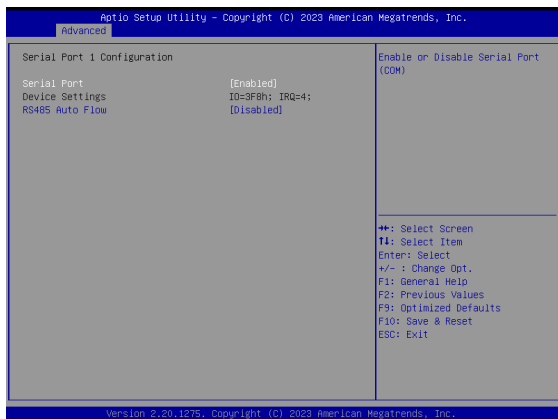 Aptio Setup Utility – Copyright (C) 2023 American Megatrends, Inc.
Advanced
Serial Port 1 Configuration
Serial Port [Enabled]
Device Settings IO=3F8h; IRQ=4;
RS485 Auto Flow [Disabled]
Enable or Disable Serial Port
(COM)
→←: Select Screen
↑↓: Select Item
Enter: Select
+/- : Change Opt.
F1: General Help
F2: Previous Values
F9: Optimized Defaults
F10: Save & Reset
ESC: Exit
Version 2.20.1275. Copyright (C) 2023 American Megatrends, Inc.